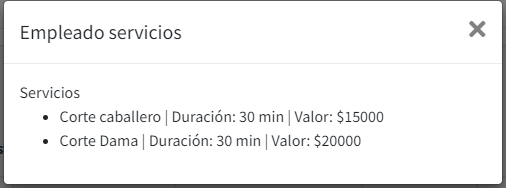 Empleado servicios
Servicios
Corte caballero | Duración: 30 min | Valor: $15000
Corte Dama | Duración: 30 min | Valor: $20000